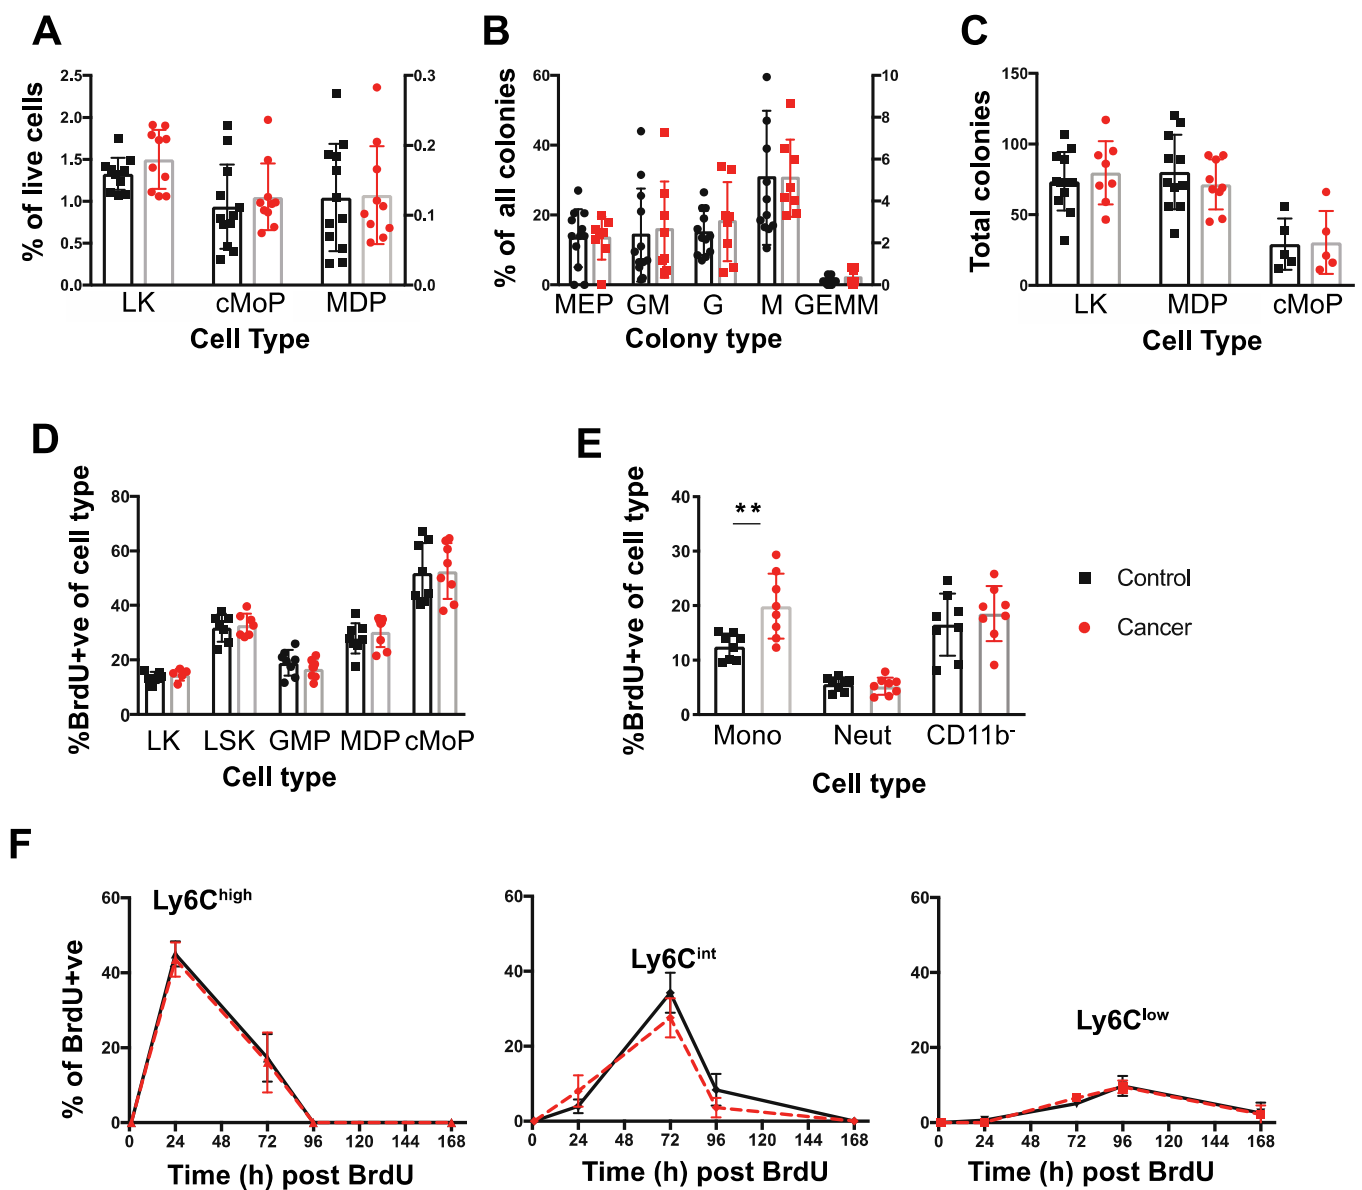 A
B
C
% of live cells
2.5
2.0
1.5
1.0
0.5
0.0
0.3
0.2
0.1
0.0
LK cMoP MDP
Cell Type
% of all colonies
60
40
20
0
10
8
6
4
2
0
MEP GM G M GEMM
Colony type
Total colonies
150
100
50
0
LK MDP cMoP
Cell Type
D
E
%BrdU+ve of cell type
80
60
40
20
0
LK LSK GMP MDP cMoP
Cell type
%BrdU+ve of cell type
40
30
20
10
0
**
Mono Neut CD11b-
Cell type
Control
Cancer
F
% of BrdU+ve
60
40
20
0
Ly6Chigh
0 24 48 72 96 120 144 168
Time (h) post BrdU
60
40
20
0
Ly6Cint
0 24 48 72 96 120 144 168
Time (h) post BrdU
60
40
20
0
Ly6Clow
0 24 48 72 96 120 144 168
Time (h) post BrdU